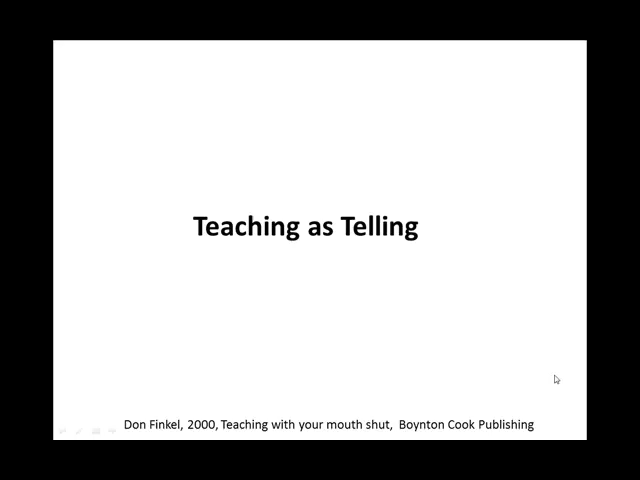 Teaching as Telling
Don Finkel, 2000, Teaching with your mouth shut, Boynton Cook Publishing